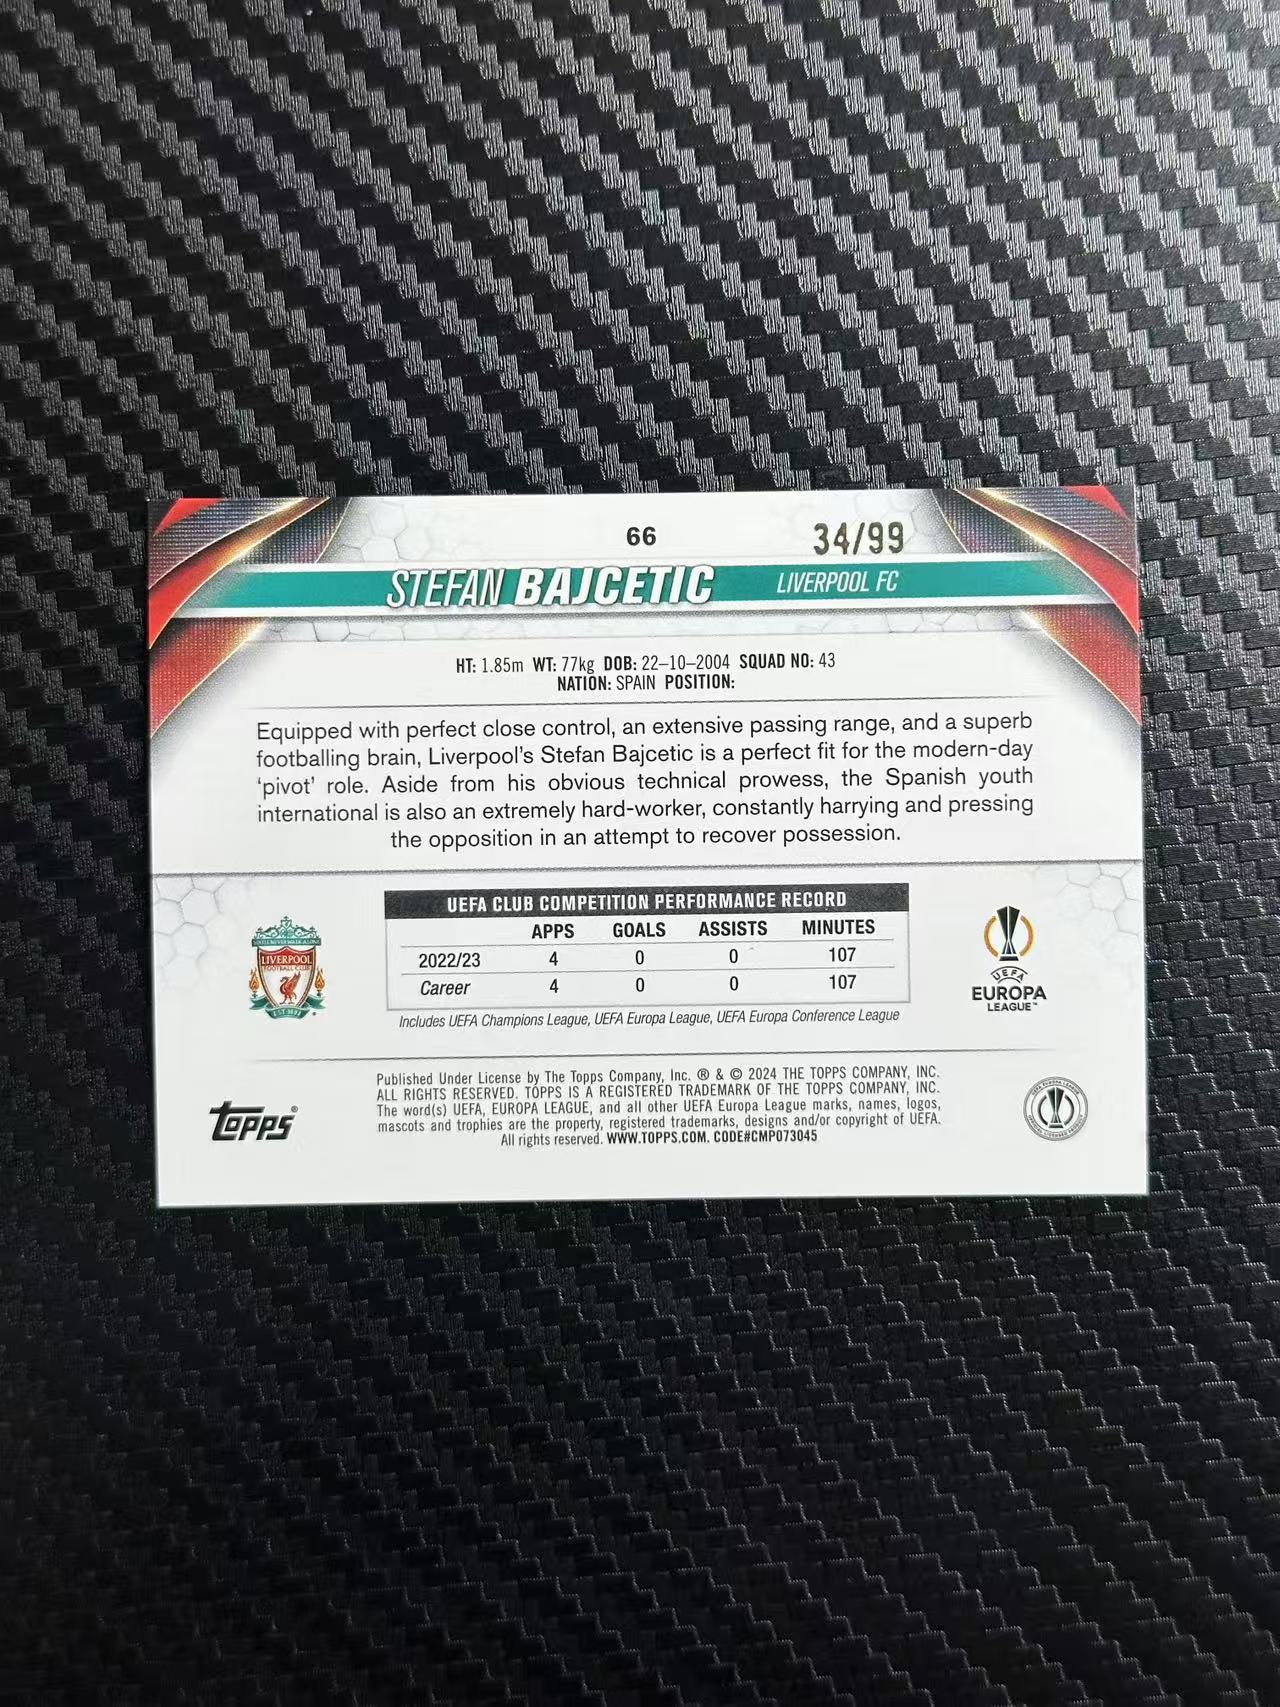 66
34/99
STEFAN BAJCETIC
LIVERPOOL FC
HT: 1.85m WT: 77kg DOB: 22–10–2004 SQUAD NO: 43
NATION: SPAIN POSITION:
Equipped with perfect close control, an extensive passing range, and a superb
footballing brain, Liverpool's Stefan Bajcetic is a perfect fit for the modern-day
‘pivot’ role. Aside from his obvious technical prowess, the Spanish youth
international is also an extremely hard-worker, constantly harrying and pressing
the opposition in an attempt to recover possession.
UEFA CLUB COMPETITION PERFORMANCE RECORD
APPS GOALS ASSISTS MINUTES
2022/23 4 0 0 107
Career 4 0 0 107
Includes UEFA Champions League, UEFA Europa League, UEFA Europa Conference League
LIVERPOOL
FOOTBALL CLUB
EST·1892
UEFA
EUROPA
LEAGUE™
Published Under License by The Topps Company, Inc. ® & © 2024 THE TOPPS COMPANY, INC.
ALL RIGHTS RESERVED. TOPPS IS A REGISTERED TRADEMARK OF THE TOPPS COMPANY, INC.
The word(s) UEFA, EUROPA LEAGUE, and all other UEFA Europa League marks, names, logos,
mascots and trophies are the property, registered trademarks, designs and/or copyright of UEFA.
All rights reserved. WWW.TOPPS.COM. CODE#CMP073045
Topps®